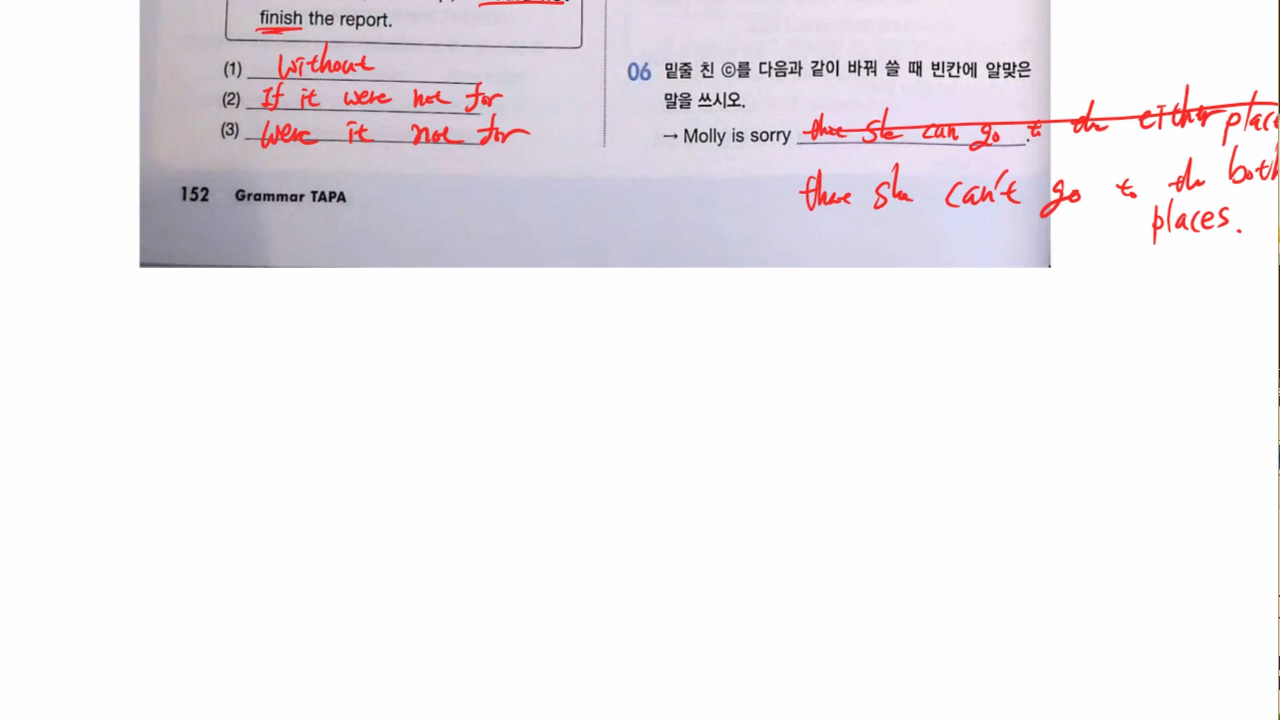 finish the report.
(1) Without
(2) If it were not for
(3) Were it not for
152 Grammar TAPA
06 밑줄 친 ⓒ를 다음과 같이 바꿔 쓸 때 빈칸에 알맞은
말을 쓰시오.
→ Molly is sorry that she can go to the either place
that she can't go to the both
places.